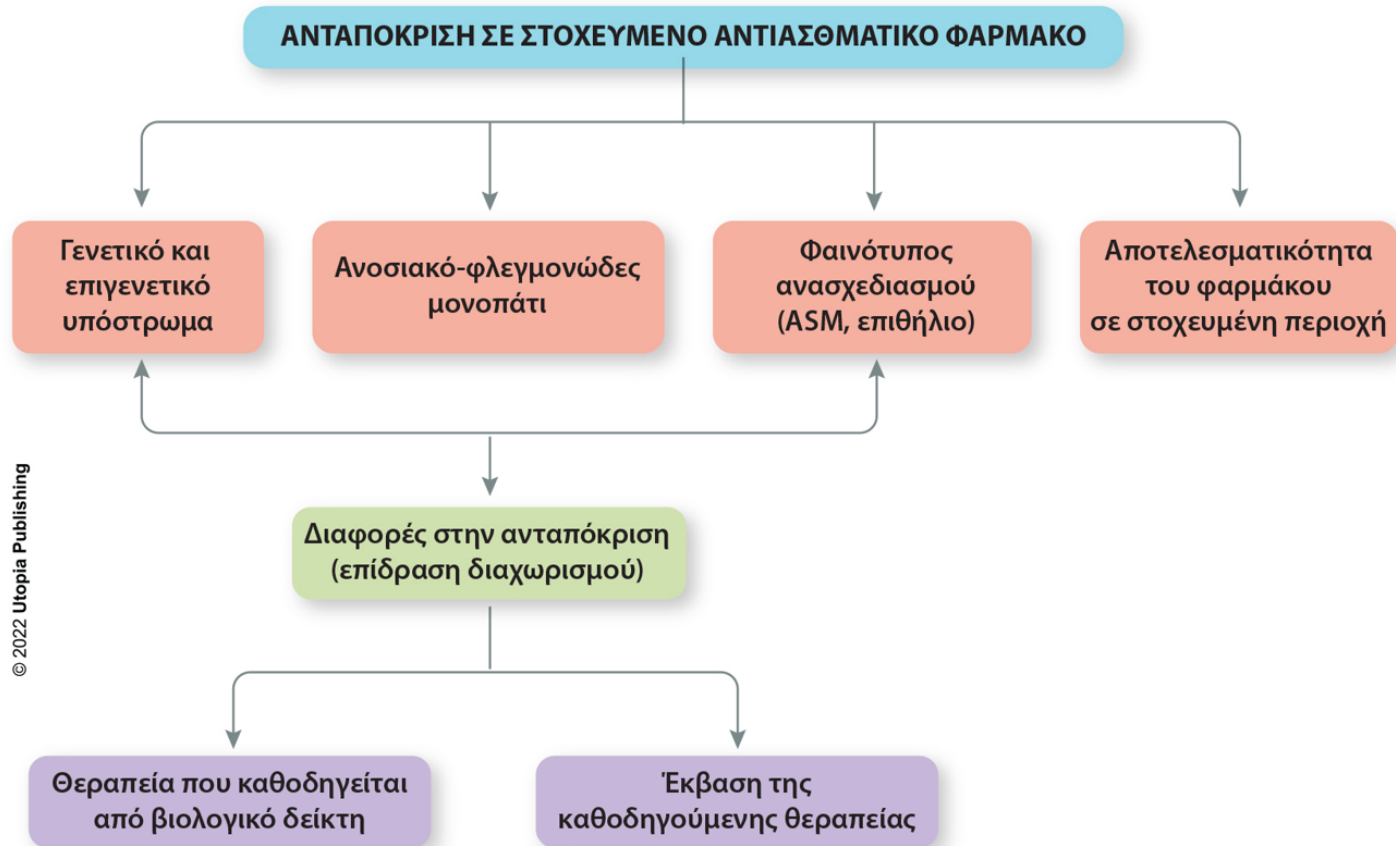 ΑΝΤΑΠΟΚΡΙΣΗ ΣΕ ΣΤΟΧΕΥΜΕΝΟ ΑΝΤΙΑΣΘΜΑΤΙΚΟ ΦΑΡΜΑΚΟ
Γενετικό και
επιγενετικό
υπόστρωμα
Ανοσιακό-φλεγμονώδες
μονοπάτι
Φαινότυπος
ανασχεδιασμού
(ASM, επιθήλιο)
Αποτελεσματικότητα
του φαρμάκου
σε στοχευμένη περιοχή
Διαφορές στην ανταπόκριση
(επίδραση διαχωρισμού)
Θεραπεία που καθοδηγείται
από βιολογικό δείκτη
Έκβαση της
καθοδηγούμενης θεραπείας
© 2022 Utopia Publishing